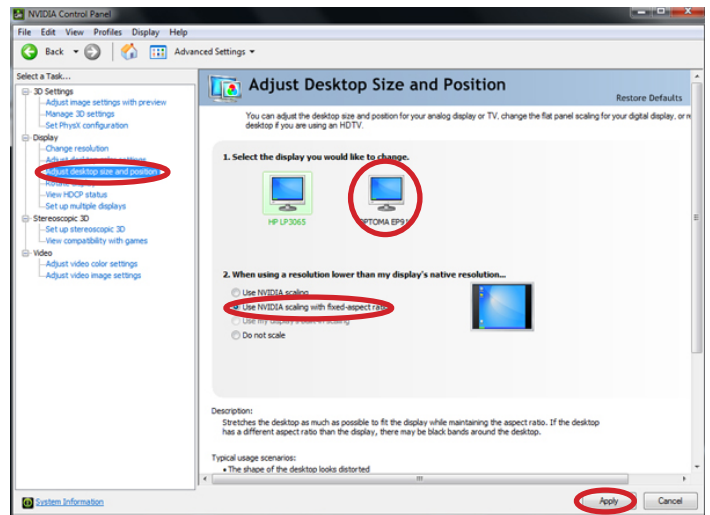 NVIDIA Control Panel
File Edit View Profiles Display Help
Back Advanced Settings
Select a Task...
3D Settings
Adjust image settings with preview
Manage 3D settings
Set PhysX configuration
Display
Change resolution
Adjust desktop size and position
View HDCP status
Set up multiple displays
Stereoscopic 3D
Set up stereoscopic 3D
View compatibility with games
Video
Adjust video color settings
Adjust video image settings
System Information
Adjust Desktop Size and Position
Restore Defaults
You can adjust the desktop size and position for your analog display or TV, change the flat panel scaling for your digital display, or
desktop if you are using an HDTV.
1. Select the display you would like to change.
HP LP3065
2. When using a resolution lower than my display's native resolution...
Use NVIDIA scaling
Use NVIDIA scaling with fixed-aspect
Do not scale
Description:
Stretches the desktop as much as possible to fit the display while maintaining the aspect ratio. If the desktop
has a different aspect ratio than the display, there may be black bands around the desktop.
Typical usage scenarios:
• The shape of the desktop looks distorted
Apply Cancel